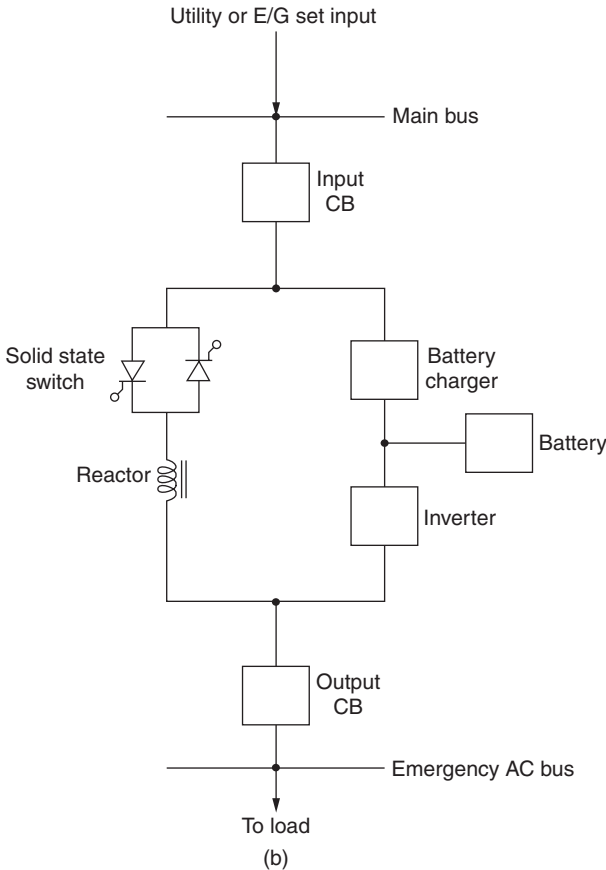 Utility or E/G set input
Main bus
Input
CB
Solid state
switch
Battery
charger
Reactor
Battery
Inverter
Output
CB
Emergency AC bus
To load
(b)